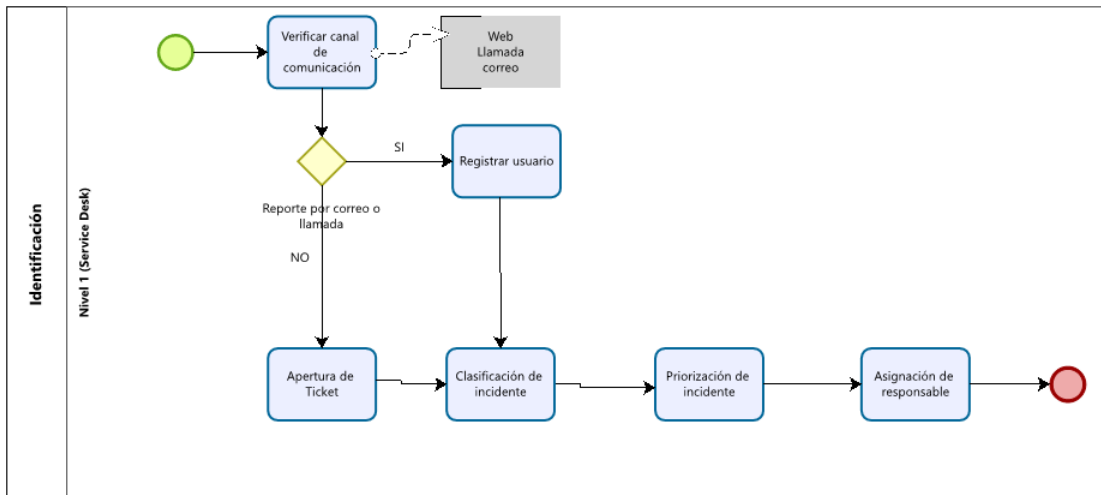 Identificación
Nivel 1 (Service Desk)
Verificar canal
de
comunicación
Web
Llamada
correo
SI
Registrar usuario
Reporte por correo o
llamada
NO
Apertura de
Ticket
Clasificación de
incidente
Priorización de
incidente
Asignación de
responsable